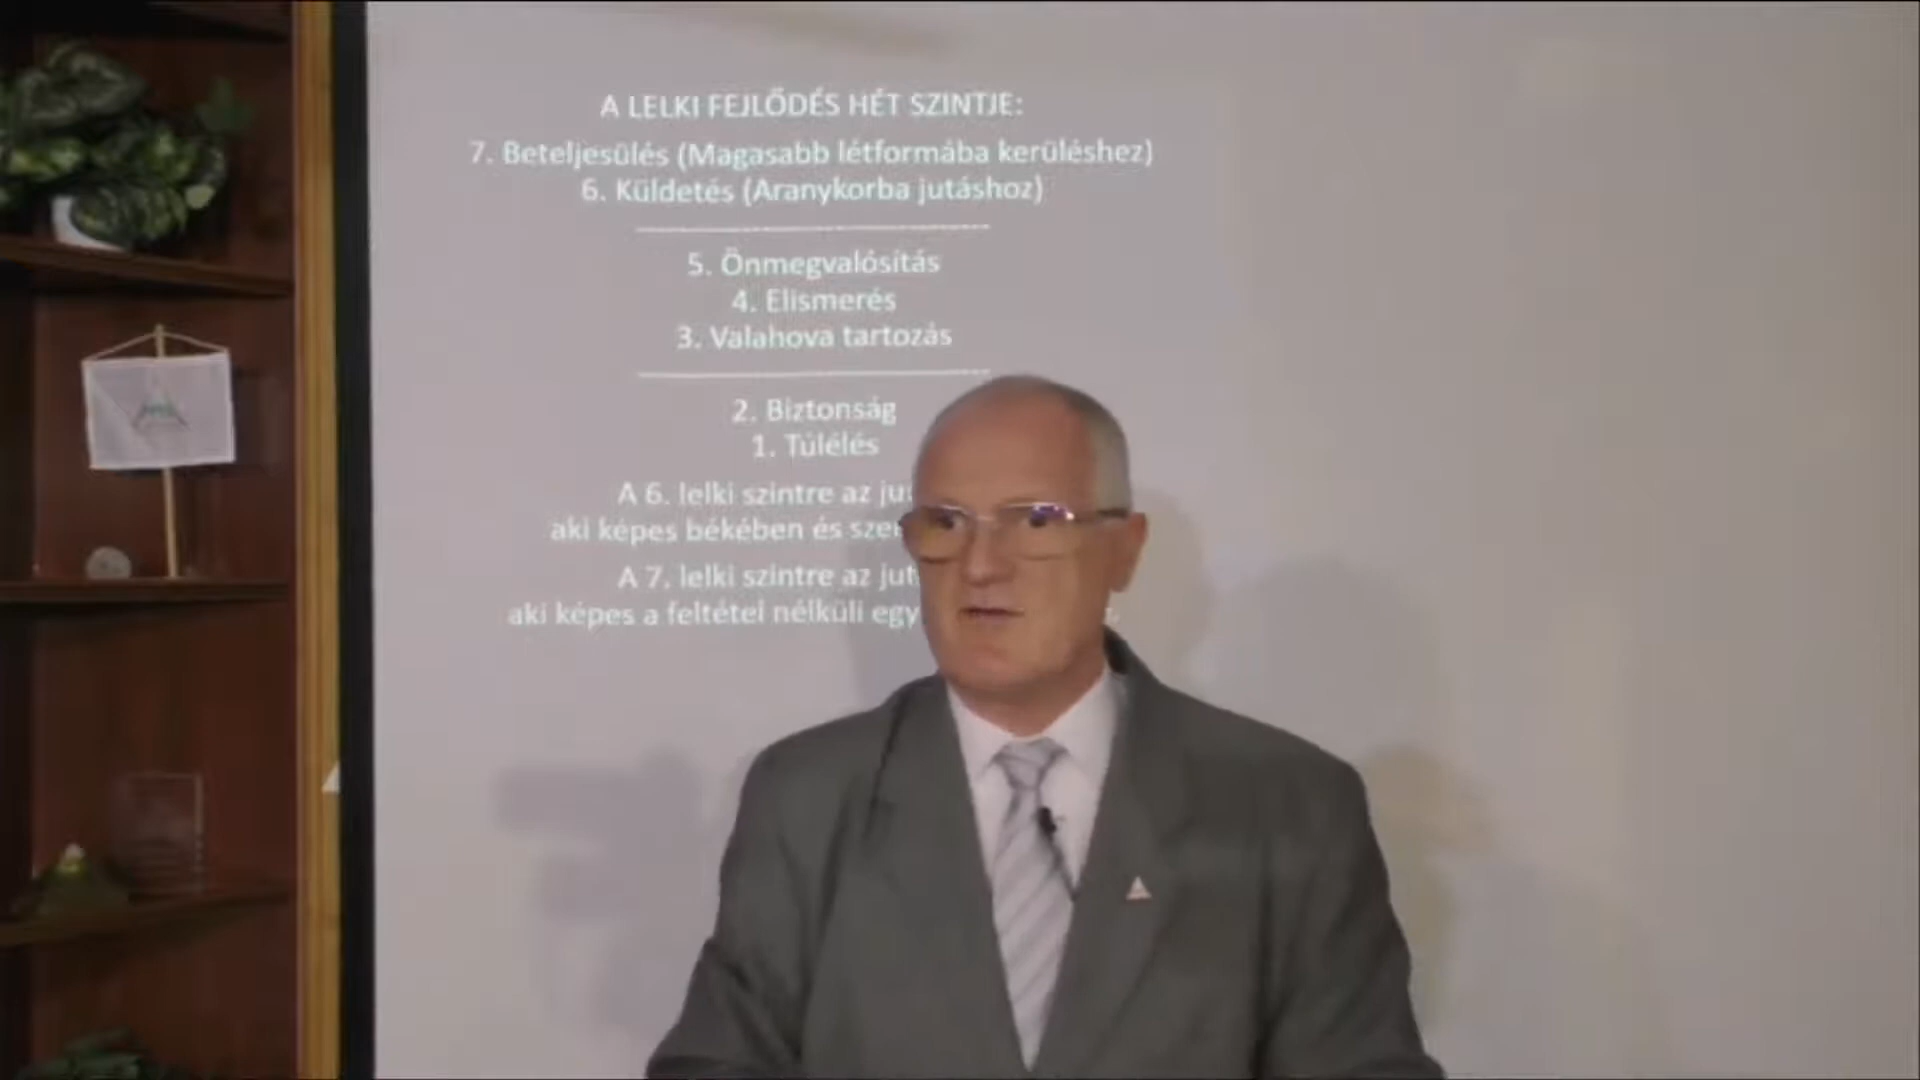 A LELKI FEJLŐDÉS HÉT SZINTJE:
7. Beteljesülés (Magasabb létformába kerüléshez)
6. Küldetés (Aranykorba jutáshoz)
5. Önmegvalósítás
4. Elismerés
3. Valahova tartozás
2. Biztonság
1. Túlélés
A 6. lelki szintre az
aki képes békében és
A 7. lelki szintre az
aki képes a feltétel nélküli